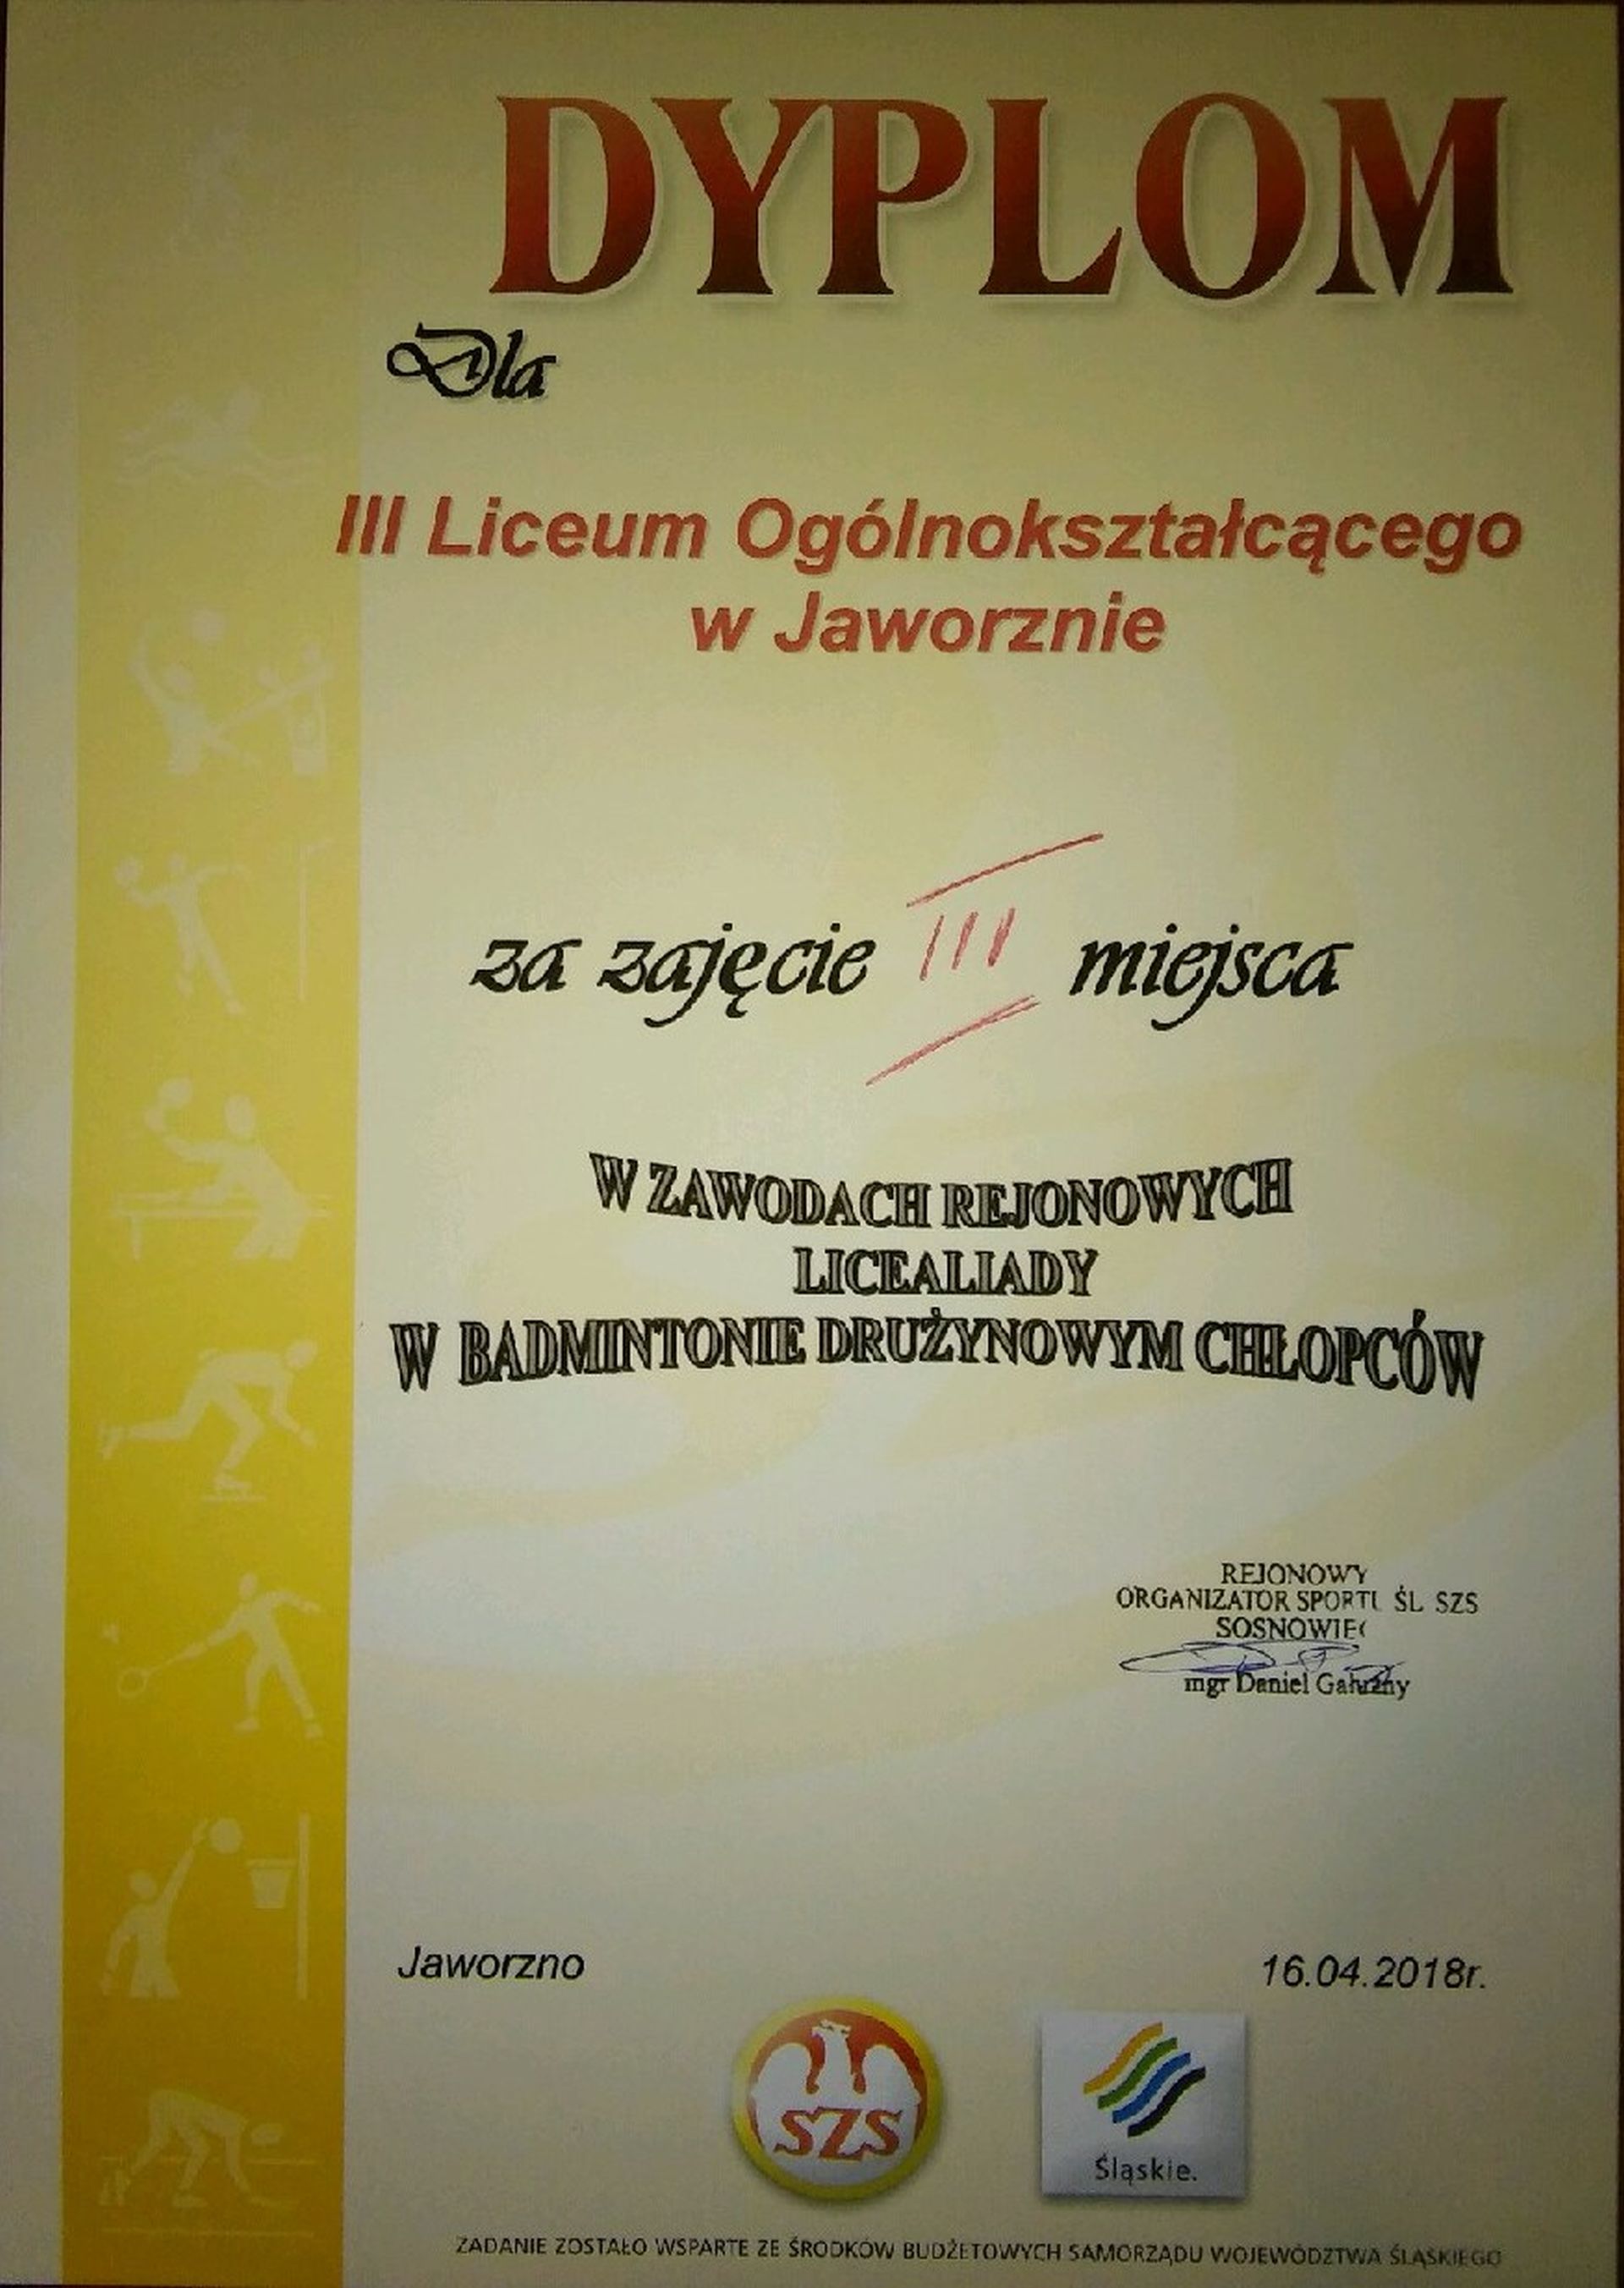 DYPLOM
Dla
III Liceum Ogólnokształcącego
w Jaworznie
za zajęcie III miejsca
W ZAWODACH REJONOWYCH
LICEALIADY
W BADMINTONIE DRUŻYNOWYM CHŁOPCÓW
REJONOWY
ORGANIZATOR SPORTU ŚL SZS
SOSNOWIEC
mgr Daniel
Jaworzno 16.04.2018r.
SZS
Śląskie.
ZADANIE ZOSTAŁO WSPARTE ZE ŚRODKÓW BUDŻETOWYCH SAMORZĄDU WOJEWÓDZTWA ŚLĄSKIEGO